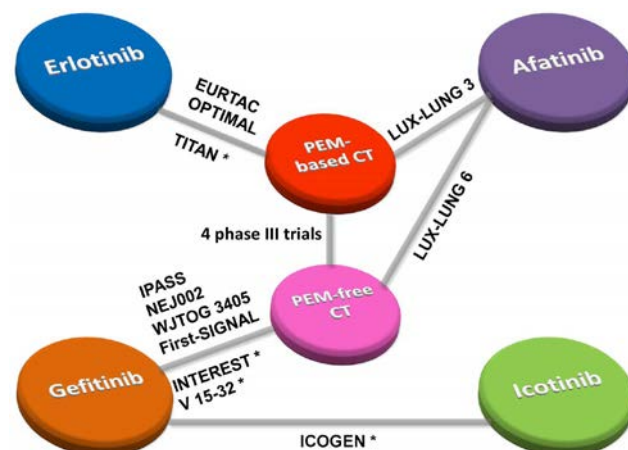 Erlotinib
Afatinib
EURTAC
OPTIMAL
TITAN *
LUX-LUNG 3
PEM-
based CT
LUX-LUNG 6
4 phase III trials
IPASS
NEJ002
WJTOG 3405
First-SIGNAL
PEM-free
CT
INTEREST *
V 15-32 *
Gefitinib
Icotinib
ICOGEN *